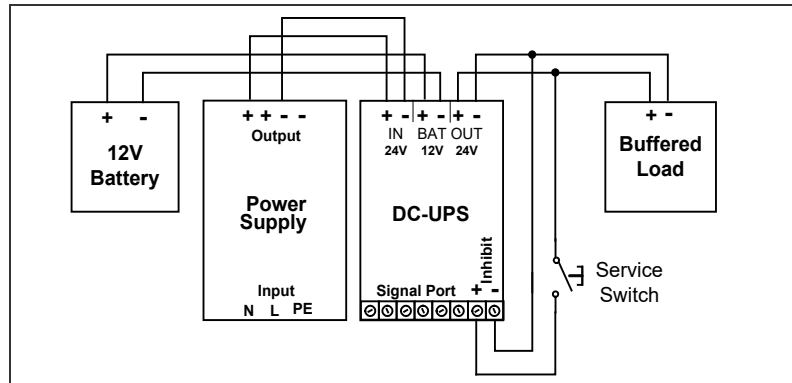 + -
12V
Battery
+ + - -
Output
Power
Supply
Input
N L PE
+ - + - + -
IN BAT OUT
24V 12V 24V
DC-UPS
Inhibit
Signal Port + -
+ -
Buffered
Load
Service
Switch